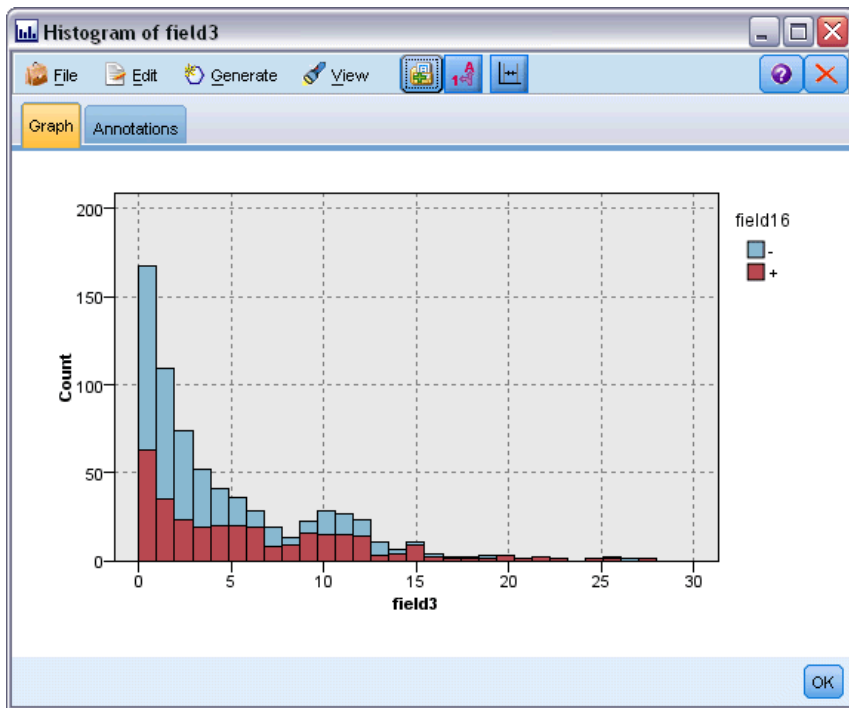 Histogram of field3
File Edit Generate View
Graph Annotations
200
150
100
50
0
Count
0 5 10 15 20 25 30
field3
field16
-
+
OK